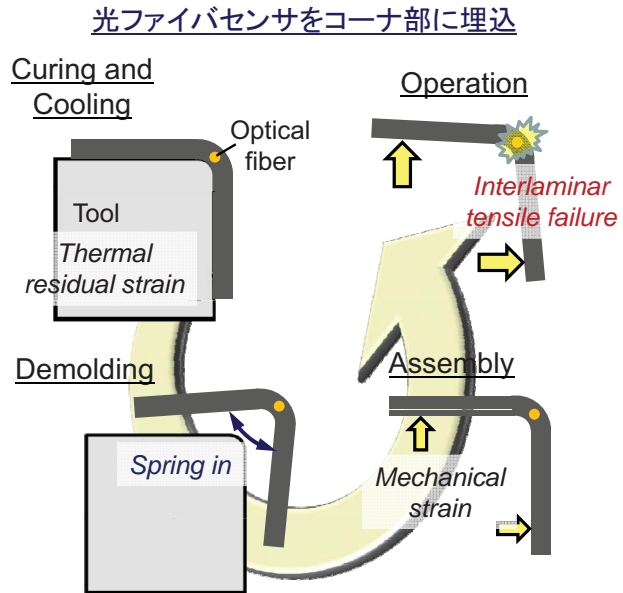 光ファイバセンサをコーナ部に埋込
Curing and
Cooling
Optical
fiber
Tool
Thermal
residual strain
Operation
Interlaminar
tensile failure
Demolding
Spring in
Assembly
Mechanical
strain